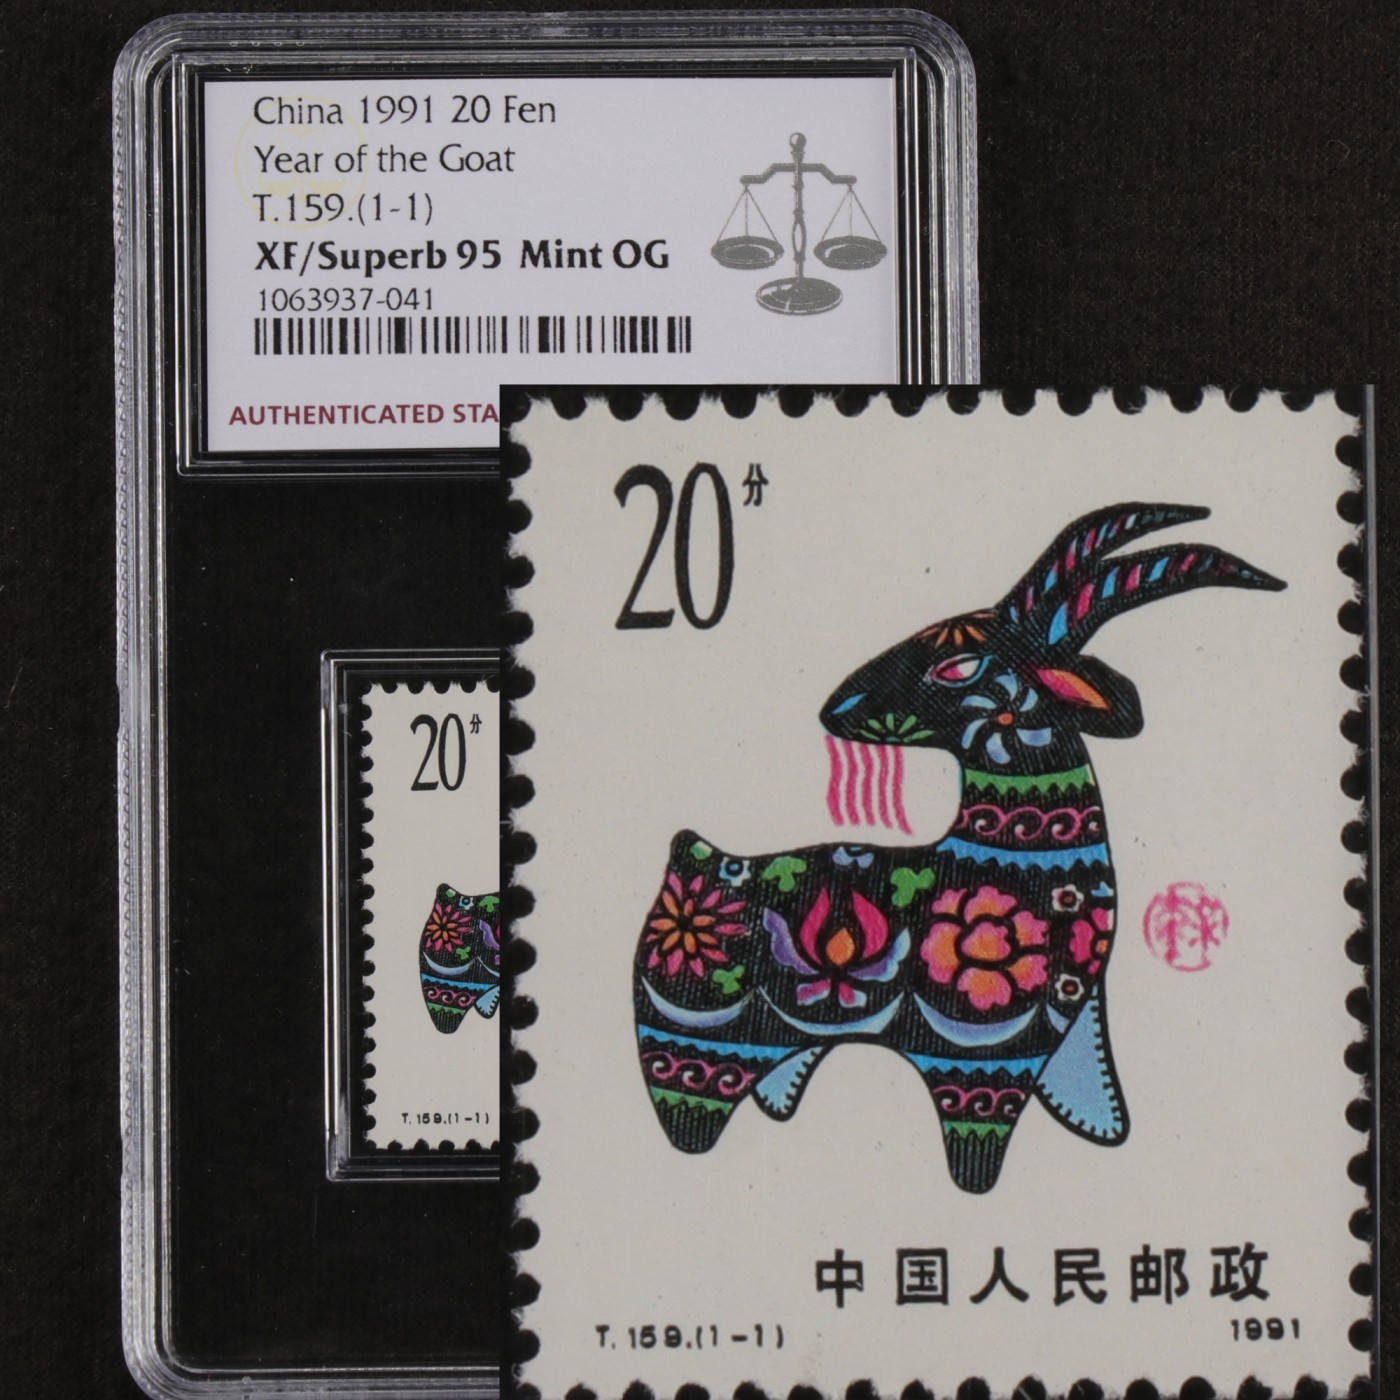 China 1991 20 Fen
Year of the Goat
T.159.(1-1)
XF/Superb 95 Mint OG
1063937-041
AUTHENTICATED STA
20分
T.159.(1-1)
20分
中国人民邮政
T.159.(1-1)
1991